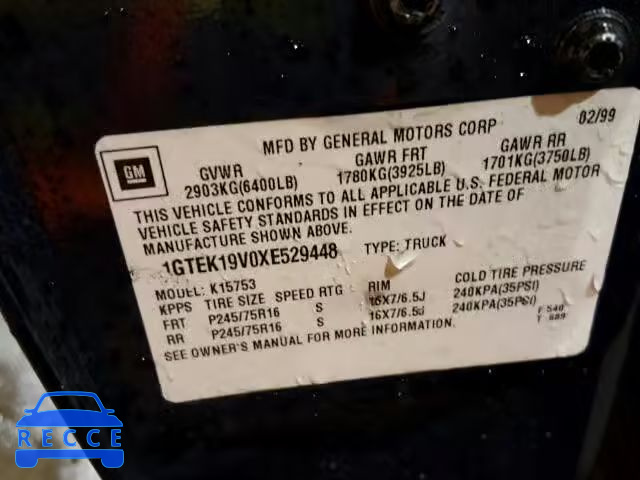 02/99
MFD BY GENERAL MOTORS CORP
GM
GVWR GAWR FRT GAWR RR
2903KG(6400LB) 1780KG(3925LB) 1701KG(3750LB)
THIS VEHICLE CONFORMS TO ALL APPLICABLE U.S. FEDERAL MOTOR
VEHICLE SAFETY STANDARDS IN EFFECT ON THE DATE OF
MANUFACTURE SHOWN ABOVE.
1GTEK19V0XE529448 TYPE: TRUCK
MODEL: K15753
KPPS TIRE SIZE SPEED RTG RIM COLD TIRE PRESSURE
FRT P245/75R16 S 16X7/6.5J 240KPA(35PSI)
RR P245/75R16 S 16X7/6.5J 240KPA(35PSI)
SEE OWNER'S MANUAL FOR MORE INFORMATION.
F 540
T 689
RECCE